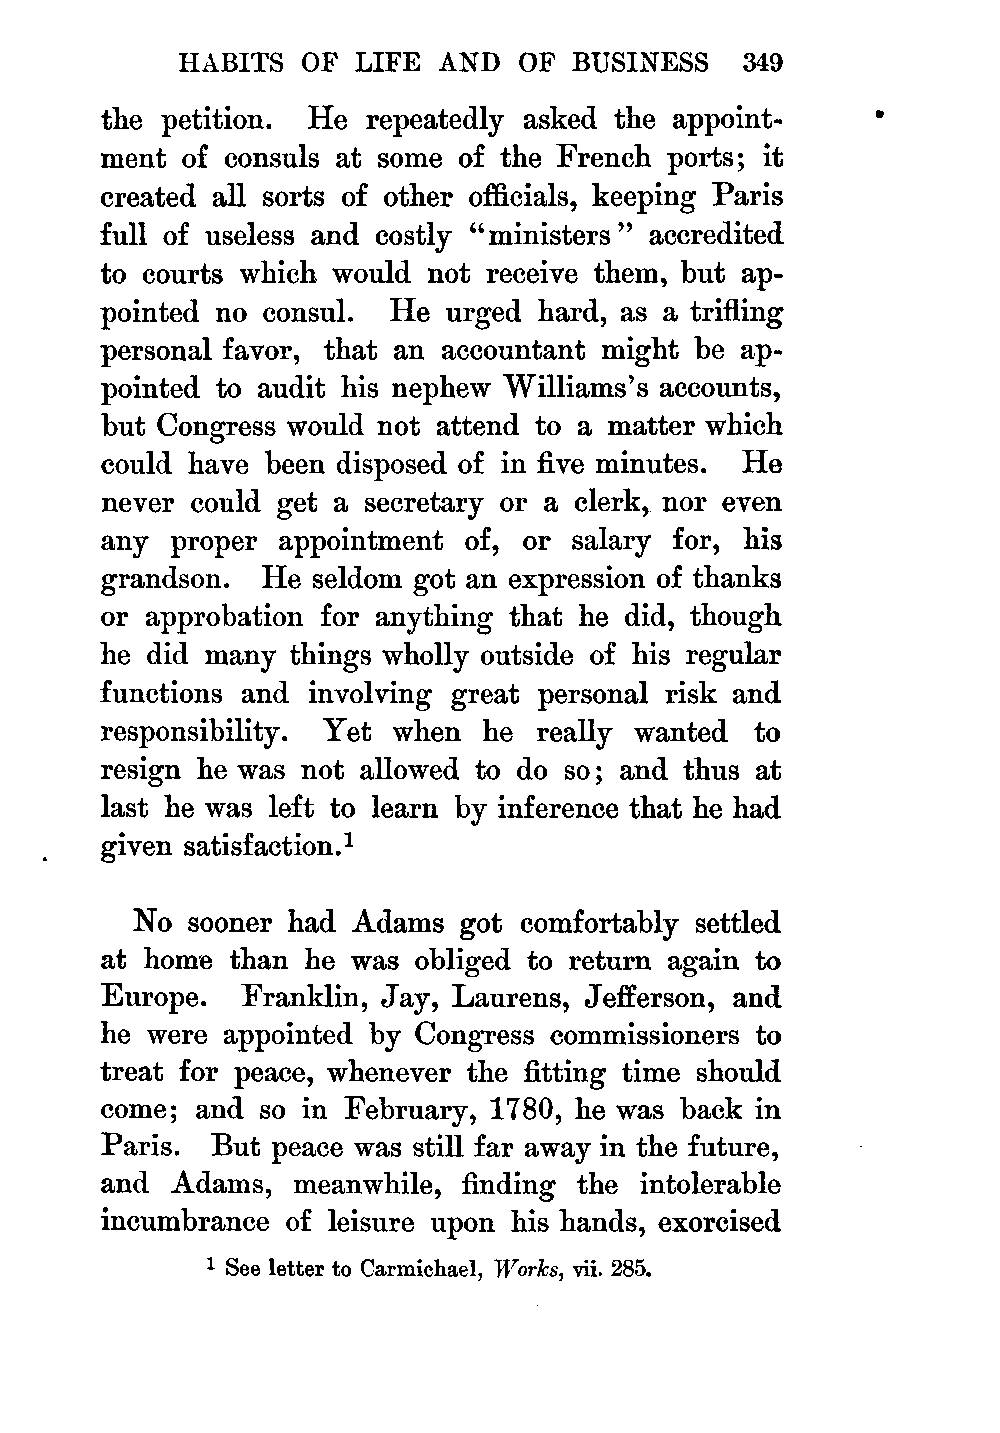 HABITS OF LIFE AND OF BUSINESS 349
the petition. He repeatedly asked the appoint-
ment of consuls at some of the French ports; it
created all sorts of other officials, keeping Paris
full of useless and costly “ministers” accredited
to courts which would not receive them, but ap-
pointed no consul. He urged hard, as a trifling
personal favor, that an accountant might be ap-
pointed to audit his nephew Williams's accounts,
but Congress would not attend to a matter which
could have been disposed of in five minutes. He
never could get a secretary or a clerk, nor even
any proper appointment of, or salary for, his
grandson. He seldom got an expression of thanks
or approbation for anything that he did, though
he did many things wholly outside of his regular
functions and involving great personal risk and
responsibility. Yet when he really wanted to
resign he was not allowed to do so; and thus at
last he was left to learn by inference that he had
given satisfaction.¹
No sooner had Adams got comfortably settled
at home than he was obliged to return again to
Europe. Franklin, Jay, Laurens, Jefferson, and
he were appointed by Congress commissioners to
treat for peace, whenever the fitting time should
come; and so in February, 1780, he was back in
Paris. But peace was still far away in the future,
and Adams, meanwhile, finding the intolerable
incumbrance of leisure upon his hands, exorcised
¹ See letter to Carmichael, Works, vii. 285.